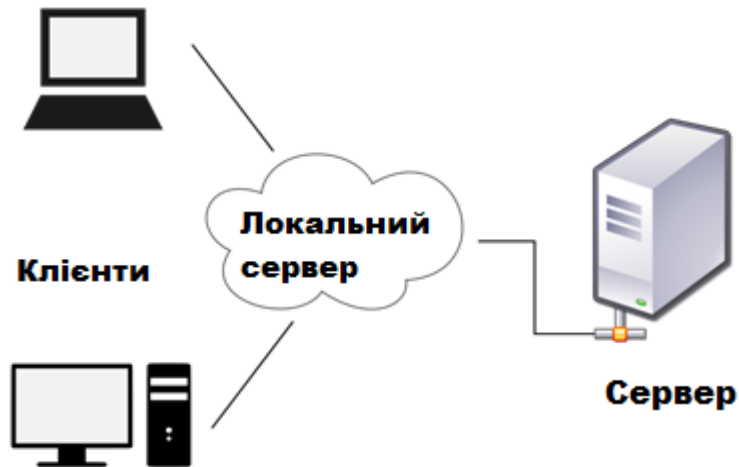 Локальний
сервер
Клієнти
Сервер